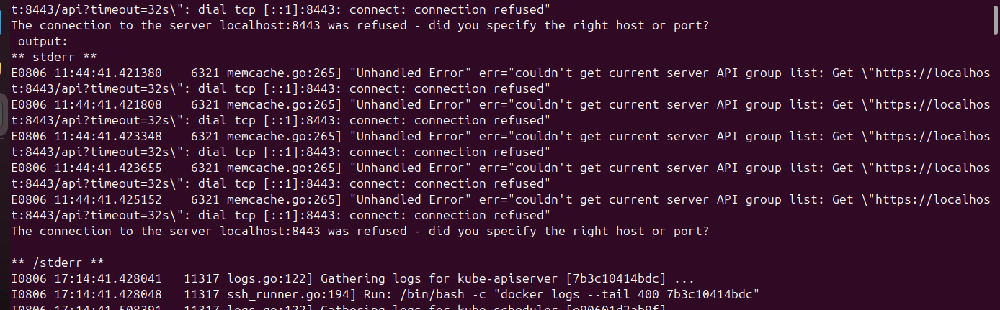 t:8443/api?timeout=32s\": dial tcp [::1]:8443: connect: connection refused"
The connection to the server localhost:8443 was refused - did you specify the right host or port?
 output:
** stderr **
E0806 11:44:41.421380    6321 memcache.go:265] "Unhandled Error" err="couldn't get current server API group list: Get \"https://localhos
t:8443/api?timeout=32s\": dial tcp [::1]:8443: connect: connection refused"
E0806 11:44:41.421808    6321 memcache.go:265] "Unhandled Error" err="couldn't get current server API group list: Get \"https://localhos
t:8443/api?timeout=32s\": dial tcp [::1]:8443: connect: connection refused"
E0806 11:44:41.423348    6321 memcache.go:265] "Unhandled Error" err="couldn't get current server API group list: Get \"https://localhos
t:8443/api?timeout=32s\": dial tcp [::1]:8443: connect: connection refused"
E0806 11:44:41.423655    6321 memcache.go:265] "Unhandled Error" err="couldn't get current server API group list: Get \"https://localhos
t:8443/api?timeout=32s\": dial tcp [::1]:8443: connect: connection refused"
E0806 11:44:41.425152    6321 memcache.go:265] "Unhandled Error" err="couldn't get current server API group list: Get \"https://localhos
t:8443/api?timeout=32s\": dial tcp [::1]:8443: connect: connection refused"
The connection to the server localhost:8443 was refused - did you specify the right host or port?

** /stderr **
I0806 17:14:41.428041   11317 logs.go:122] Gathering logs for kube-apiserver [7b3c10414bdc] ...
I0806 17:14:41.428048   11317 ssh_runner.go:194] Run: /bin/bash -c "docker logs --tail 400 7b3c10414bdc"
I0806 17:14:41.508391   11317 logs.go:122] Gathering logs for kube-scheduler